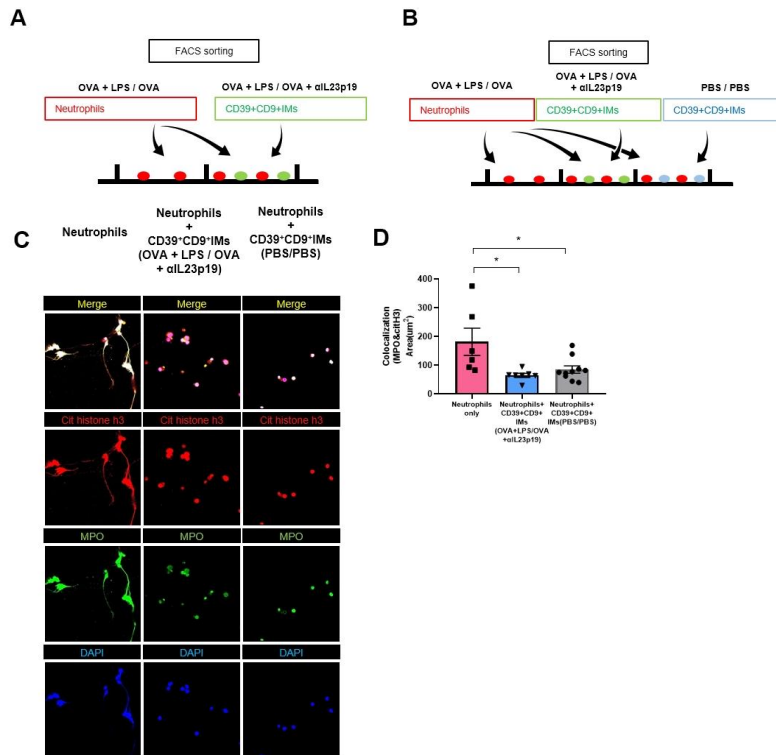 A
FACS sorting
OVA + LPS / OVA
OVA + LPS / OVA + αIL23p19
Neutrophils
CD39+CD9+IMs
B
FACS sorting
OVA + LPS / OVA
OVA + LPS / OVA
+ αIL23p19
PBS / PBS
Neutrophils
CD39+CD9+IMs
CD39+CD9+IMs
C
Neutrophils
Neutrophils
+
CD39⁺CD9⁺IMs
(OVA + LPS / OVA
+ αIL23p19)
Neutrophils
+
CD39⁺CD9⁺IMs
(PBS/PBS)
Merge
Merge
Merge
Cit histone h3
Cit histone h3
Cit histone h3
MPO
MPO
MPO
DAPI
DAPI
DAPI
D
*
*
Colocalization
(MPO&citH3)
Area(um²)
400
300
200
100
0
Neutrophils
only
Neutrophils+
CD39+CD9+
IMs
(OVA+LPS/OVA
+αIL23p19)
Neutrophils+
CD39+CD9+
IMs(PBS/PBS)